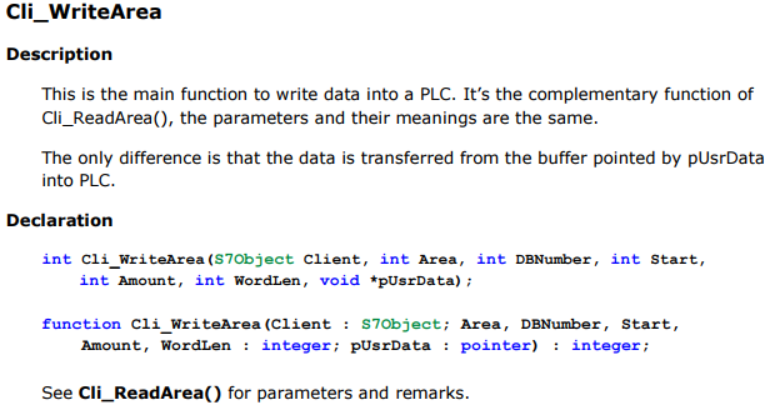 Cli_WriteArea
Description
This is the main function to write data into a PLC. It's the complementary function of
Cli_ReadArea(), the parameters and their meanings are the same.
The only difference is that the data is transferred from the buffer pointed by pUsrData
into PLC.
Declaration
int Cli_WriteArea(S7Object Client, int Area, int DBNumber, int Start,
int Amount, int WordLen, void *pUsrData);
function Cli_WriteArea(Client : S7Object; Area, DBNumber, Start,
Amount, WordLen : integer; pUsrData : pointer) : integer;
See Cli_ReadArea() for parameters and remarks.